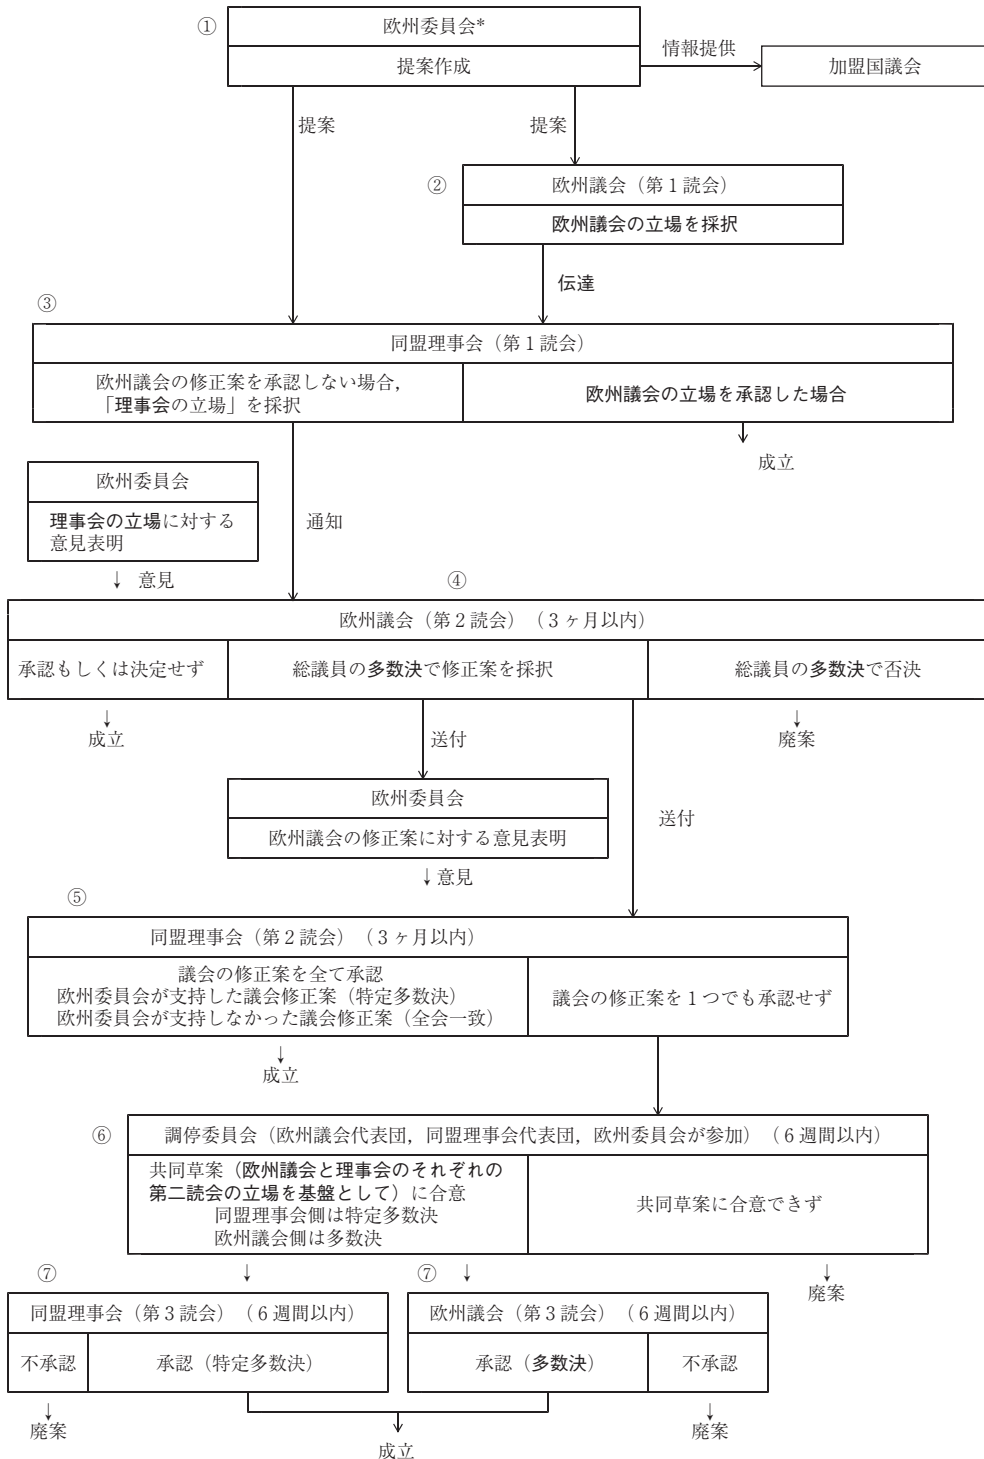 ①
欧州委員会*
提案作成
情報提供
加盟国議会
提案
提案
②
欧州議会（第１読会）
欧州議会の立場を採択
伝達
③
同盟理事会（第１読会）
欧州議会の修正案を承認しない場合，
「理事会の立場」を採択
欧州議会の立場を承認した場合
成立
欧州委員会
理事会の立場に対する
意見表明
通知
↓ 意見
④
欧州議会（第２読会）（３ヶ月以内）
承認もしくは決定せず
総議員の多数決で修正案を採択
総議員の多数決で否決
↓
成立
送付
↓
廃案
欧州委員会
欧州議会の修正案に対する意見表明
送付
↓意見
⑤
同盟理事会（第２読会）（３ヶ月以内）
議会の修正案を全て承認
欧州委員会が支持した議会修正案（特定多数決）
欧州委員会が支持しなかった議会修正案（全会一致）
議会の修正案を１つでも承認せず
↓
成立
⑥
調停委員会（欧州議会代表団，同盟理事会代表団，欧州委員会が参加）（６週間以内）
共同草案（欧州議会と理事会のそれぞれの
第二読会の立場を基盤として）に合意
同盟理事会側は特定多数決
欧州議会側は多数決
共同草案に合意できず
↓
廃案
⑦ ↓
同盟理事会（第３読会）（６週間以内）
不承認
承認（特定多数決）
↓
廃案
⑦ ↓
欧州議会（第３読会）（６週間以内）
承認（多数決）
不承認
↓
廃案
成立